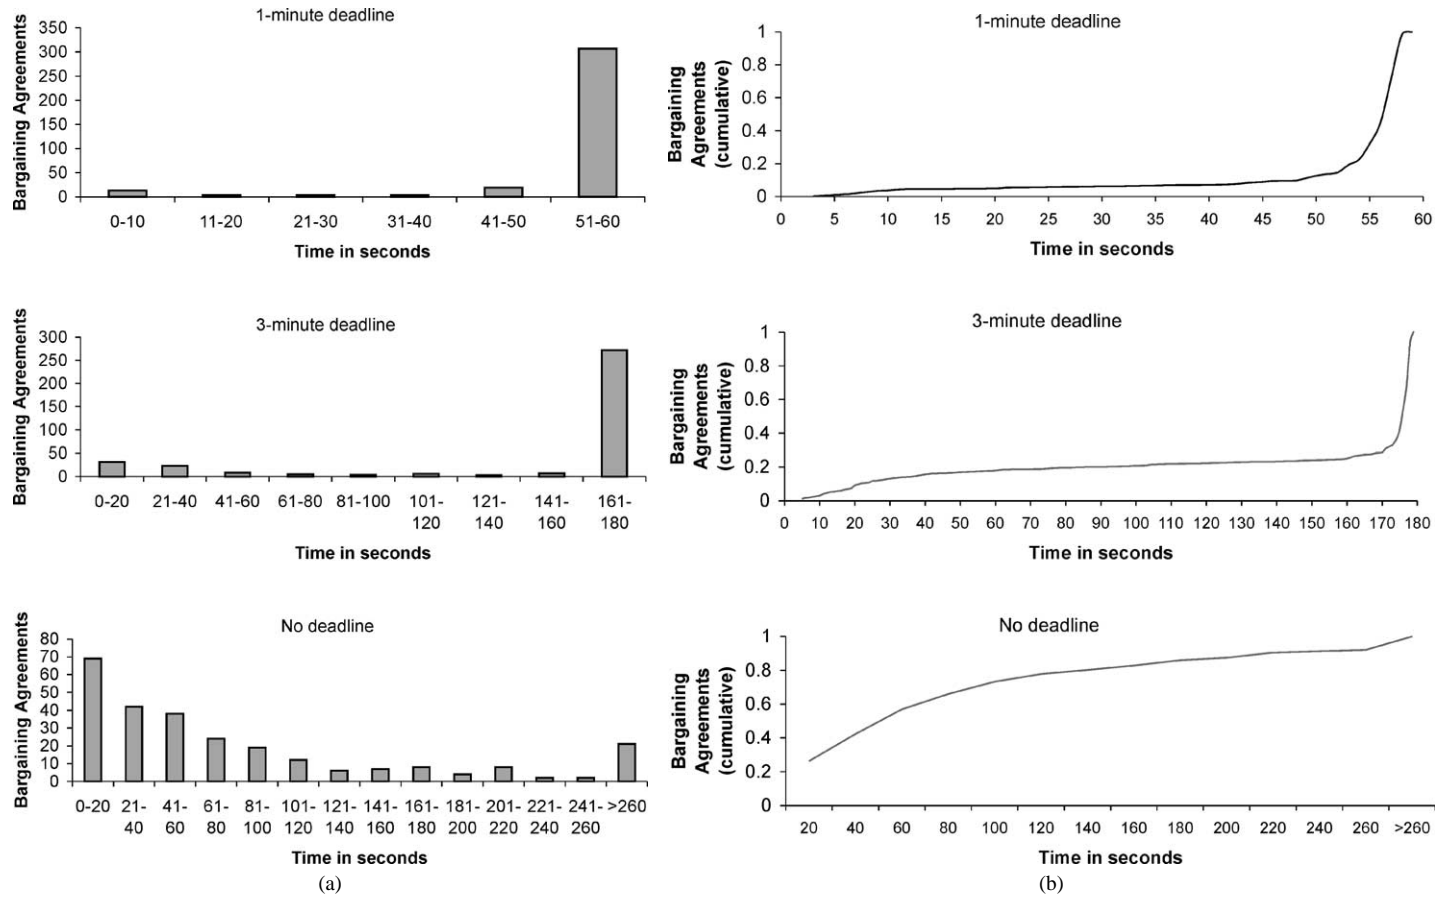 1-minute deadline
Bargaining Agreements
350
300
250
200
150
100
50
0
0-10 11-20 21-30 31-40 41-50 51-60
Time in seconds
1-minute deadline
Bargaining
Agreements
(cumulative)
1
0.8
0.6
0.4
0.2
0
0 5 10 15 20 25 30 35 40 45 50 55 60
Time in seconds
3-minute deadline
Bargaining Agreements
300
250
200
150
100
50
0
0-20 21-40 41-60 61-80 81-100 101- 121- 141- 161-
120 140 160 180
Time in seconds
3-minute deadline
Bargaining
Agreements
(cumulative)
1
0.8
0.6
0.4
0.2
0
0 10 20 30 40 50 60 70 80 90 100 110 120 130 140 150 160 170 180
Time in seconds
No deadline
Bargaining Agreements
80
70
60
50
40
30
20
10
0
0-20 21- 41- 61- 81- 101- 121- 141- 161- 181- 201- 221- 241- >260
40 60 80 100 120 140 160 180 200 220 240 260
Time in seconds
(a)
No deadline
Bargaining
Agreements
(cumulative)
1
0.8
0.6
0.4
0.2
0
20 40 60 80 100 120 140 160 180 200 220 240 260 >260
Time in seconds
(b)